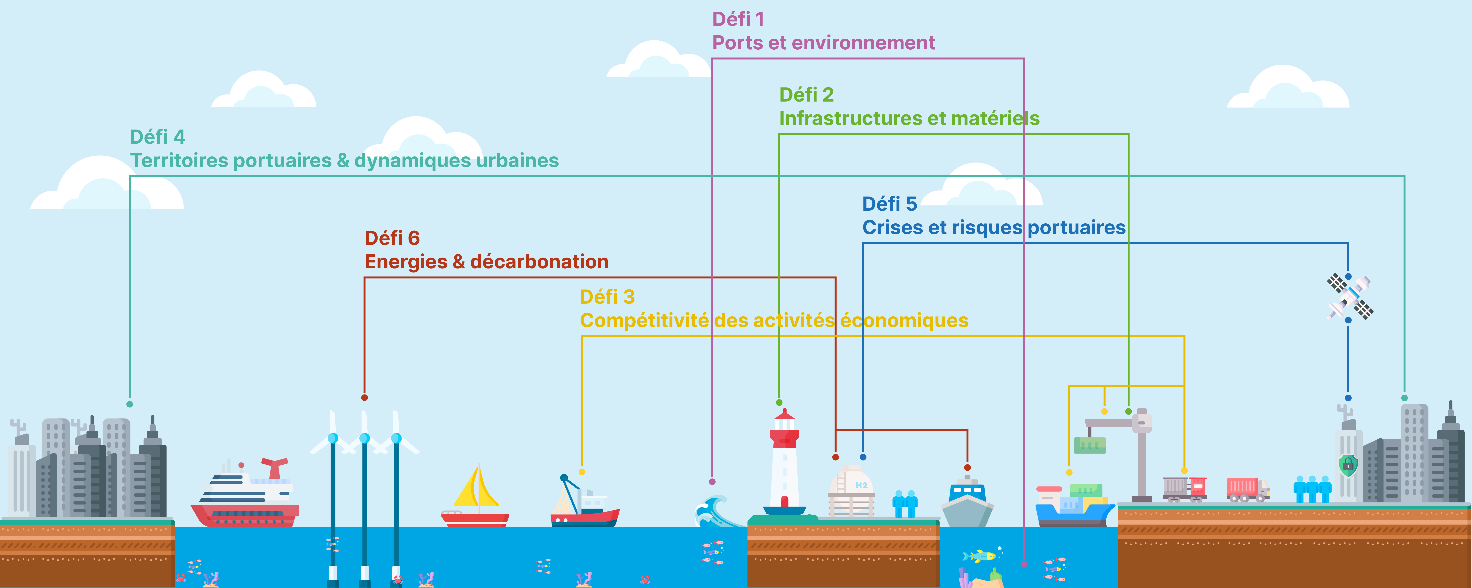 Défi 1
Ports et environnement
Défi 2
Infrastructures et matériels
Défi 4
Territoires portuaires & dynamiques urbaines
Défi 5
Crises et risques portuaires
Défi 6
Energies & décarbonation
Défi 3
Compétitivité des activités économiques
H2